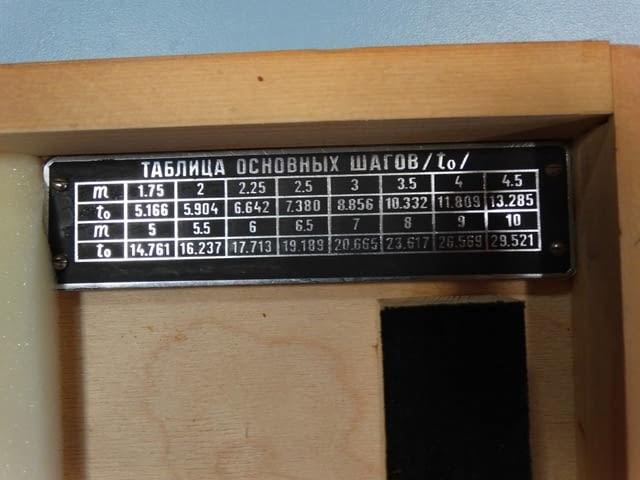 ТАБЛИЦА ОСНОВНЫХ ШАГОВ /t₀/
m 1.75 2 2.25 2.5 3 3.5 4 4.5
t₀ 5.166 5.904 6.642 7.380 8.856 10.332 11.809 13.285
m 5 5.5 6 6.5 7 8 9 10
t₀ 14.761 16.237 17.713 19.189 20.665 23.617 26.569 29.521